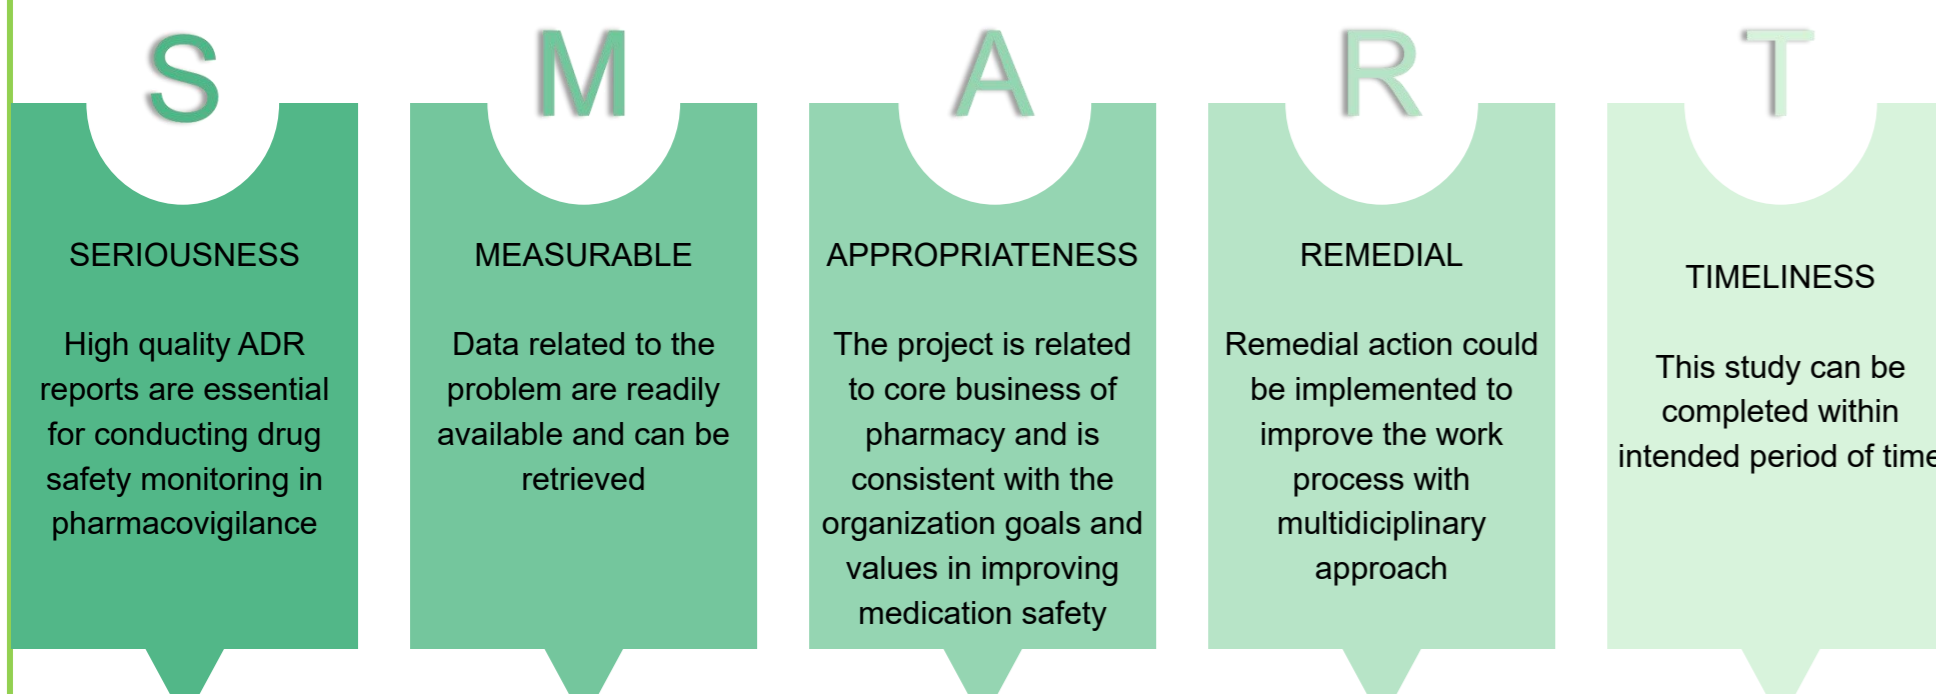 S
SERIOUSNESS
High quality ADR
reports are essential
for conducting drug
safety monitoring in
pharmacovigilance
M
MEASURABLE
Data related to the
problem are readily
available and can be
retrieved
A
APPROPRIATENESS
The project is related
to core business of
pharmacy and is
consistent with the
organization goals and
values in improving
medication safety
R
REMEDIAL
Remedial action could
be implemented to
improve the work
process with
multidiciplinary
approach
T
TIMELINESS
This study can be
completed within
intended period of time